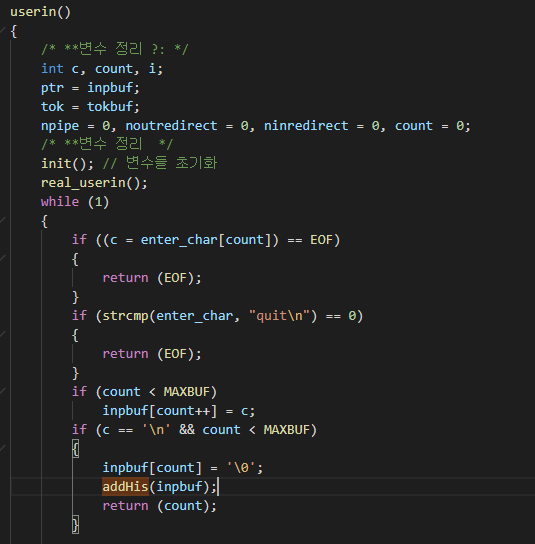 userin()
{
/* **변수 정리 ?: */
int c, count, i;
ptr = inpbuf;
tok = tokbuf;
npipe = 0, noutredirect = 0, ninredirect = 0, count = 0;
/* **변수 정리  */
init(); // 변수들 초기화
real_userin();
while (1)
{
if ((c = enter_char[count]) == EOF)
{
return (EOF);
}
if (strcmp(enter_char, "quit\n") == 0)
{
return (EOF);
}
if (count < MAXBUF)
inpbuf[count++] = c;
if (c == '\n' && count < MAXBUF)
{
inpbuf[count] = '\0';
addHis(inpbuf);
return (count);
}